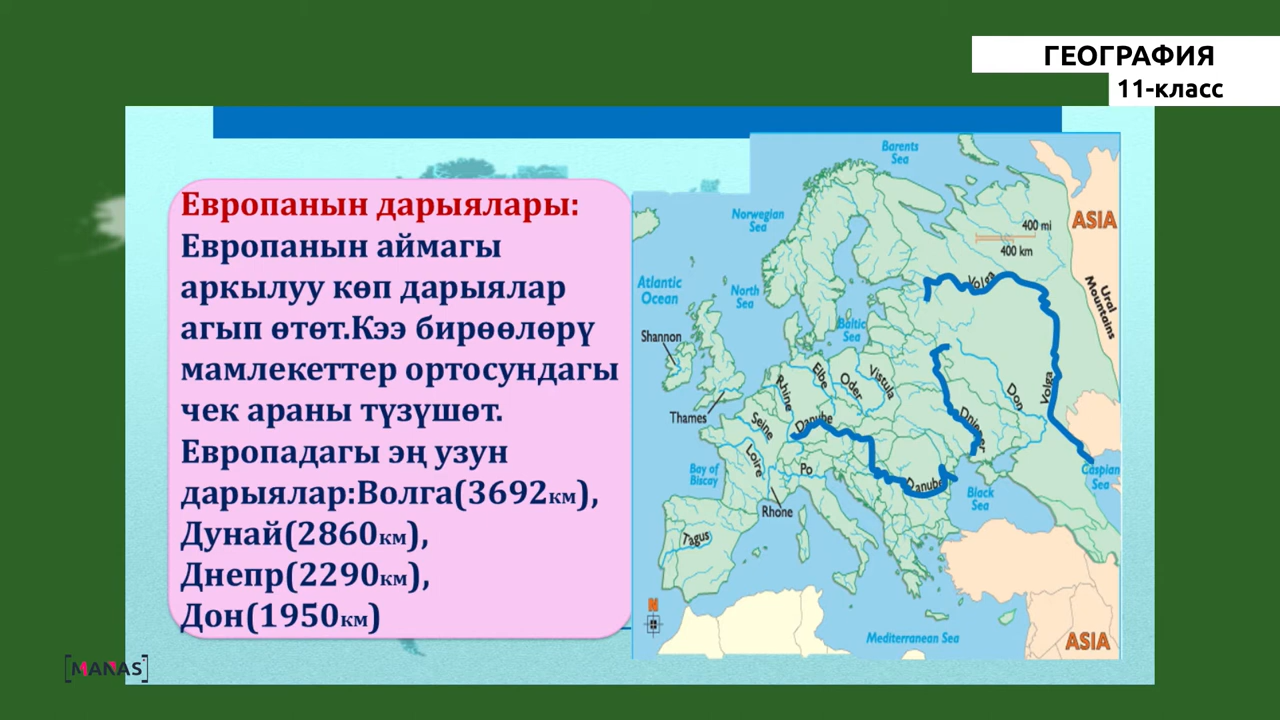 ГЕОГРАФИЯ
11-класс
Европанын дарыялары:
Европанын аймагы
аркылуу көп дарыялар
агып өтөт.Кээ бирөөлөрү
мамлекеттер ортосундагы
чек араны түзүшөт.
Европадагы эң узун
дарыялар:Волга(3692км),
Дунай(2860км),
Днепр(2290км),
Дон(1950км)
Barents
Sea
ASIA
Norwegian
Sea
400 mi
400 km
Atlantic
Ocean
North
Sea
Volga
Ural
Mountains
Shannon
Baltic
Sea
Thames
Rhine
Elbe
Oder
Vistula
Don
Volga
Seine
Danube
Dnieper
Loire
Po
Bay of
Biscay
Rhone
Danube
Black
Sea
Caspian
Sea
Tagus
N
Mediterranean Sea
ASIA
[MANAS]